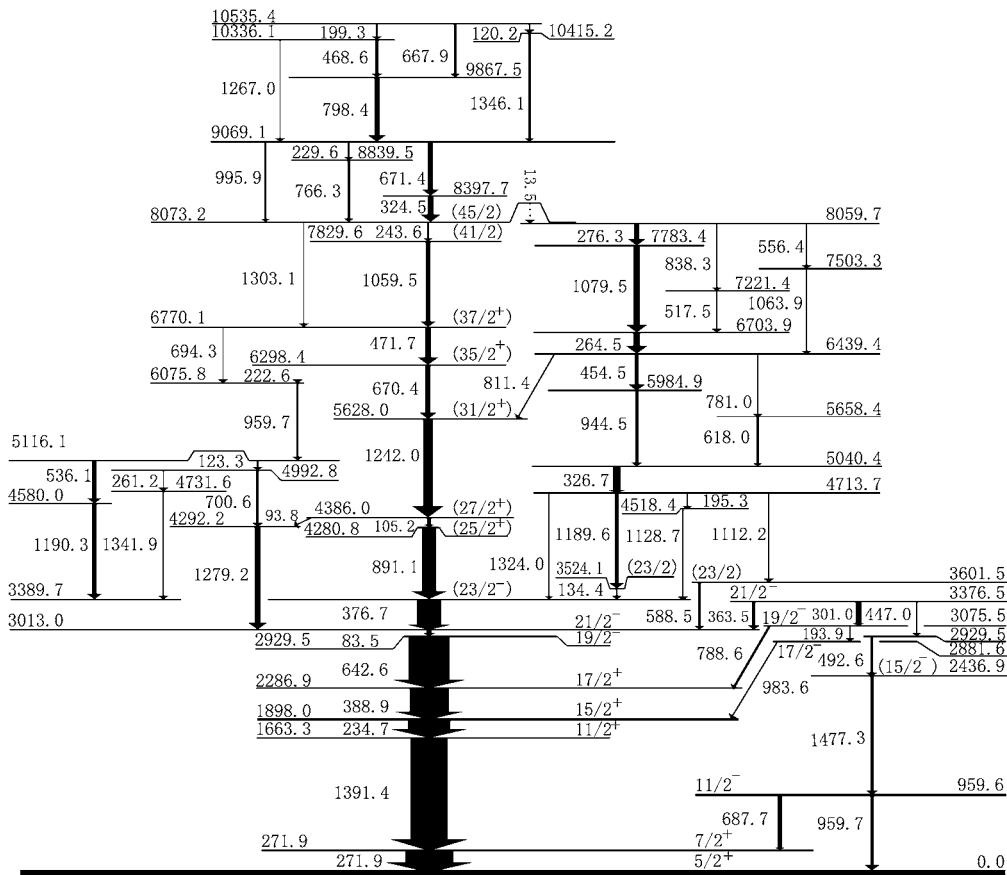 10535.4
10336.1 199.3 120.2 10415.2
468.6 667.9 9867.5
1267.0 798.4 1346.1
9069.1
229.6 8839.5
995.9 766.3 671.4 8397.7 13.5
324.5
8073.2 (45/2) 8059.7
7829.6 243.6 (41/2) 276.3 7783.4 556.4
838.3 7503.3
1303.1 1059.5 1079.5 7221.4
517.5 1063.9
6770.1 (37/2+) 6703.9
694.3 471.7 264.5 6439.4
6298.4 (35/2+)
6075.8 222.6 670.4 811.4 454.5 5984.9
781.0 5658.4
5628.0 (31/2+)
959.7 944.5 618.0
5116.1 1242.0
123.3 4992.8 5040.4
536.1 261.2 4731.6 326.7 4713.7
4580.0 700.6 4386.0 (27/2+) 4518.4 195.3
4292.2 93.8 4280.8 105.2 (25/2+)
1190.3 1341.9 1189.6 1128.7 1112.2
1279.2 891.1 1324.0 3524.1 (23/2) (23/2) 3601.5
3389.7 (23/2-) 134.4 21/2- 3376.5
376.7 588.5 363.5 19/2- 301.0 447.0 3075.5
3013.0 21/2-
2929.5 83.5 19/2- 193.9 2929.5
642.6 788.6 17/2- 492.6 2881.6
(15/2-) 2436.9
2286.9 17/2+ 983.6
388.9
1898.0 15/2+
1663.3 234.7 11/2+ 1477.3
1391.4 11/2- 959.6
687.7 959.7
271.9 7/2+
271.9 5/2+ 0.0